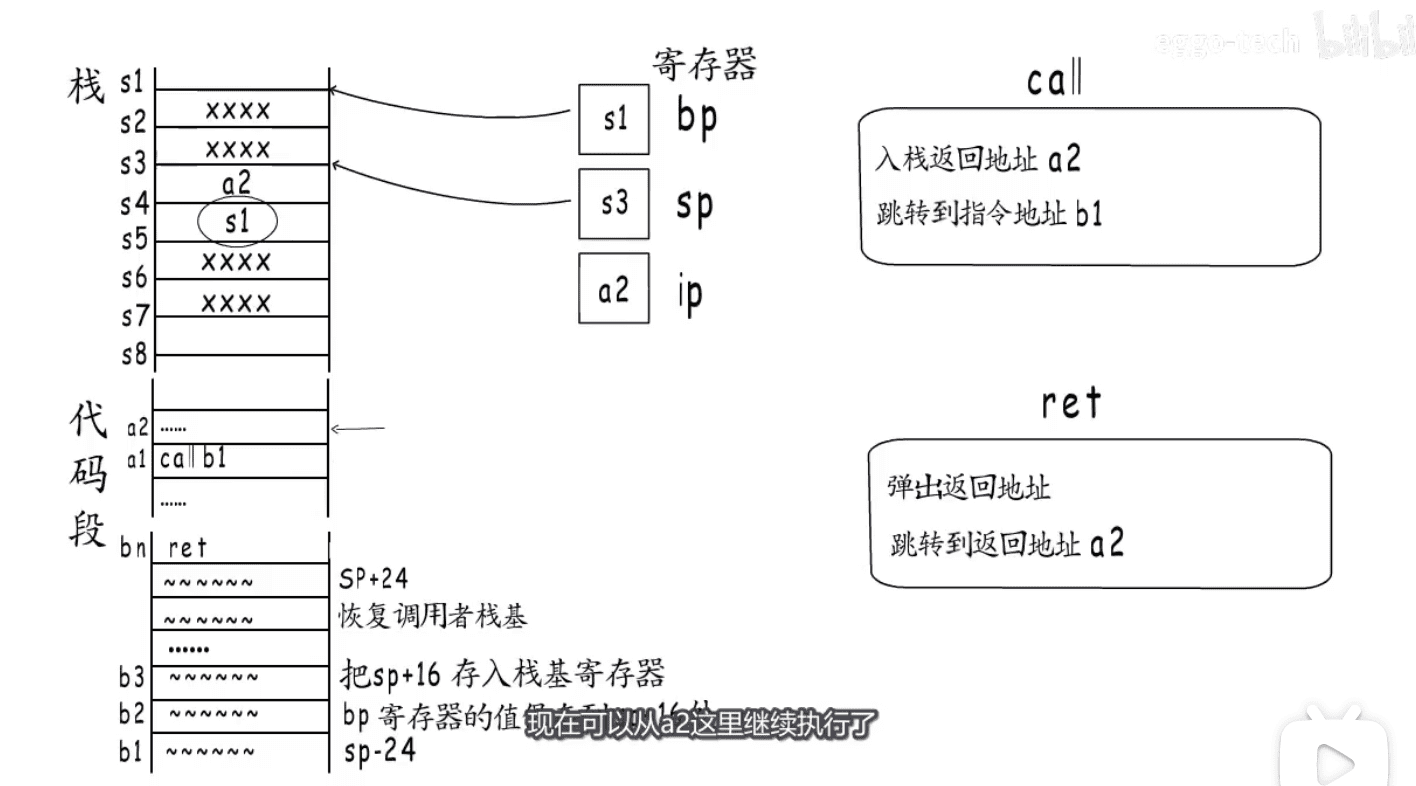 eggo-tech bilibili
寄存器
call
栈
s1
xxxx
s2
xxxx
s3
a2
s4
s1
s5
xxxx
s6
xxxx
s7
s8
s1 bp
s3 sp
a2 ip
入栈返回地址 a2
跳转到指令地址 b1
ret
弹出返回地址
跳转到返回地址 a2
代码段
a2 ......
a1 call b1
......
bn ret
~~~~~~ SP+24
~~~~~~ 恢复调用者栈基
......
b3 ~~~~~~ 把sp+16 存入栈基寄存器
b2 ~~~~~~ bp 寄存器的值
b1 ~~~~~~ sp-24
现在可以从a2这里继续执行了